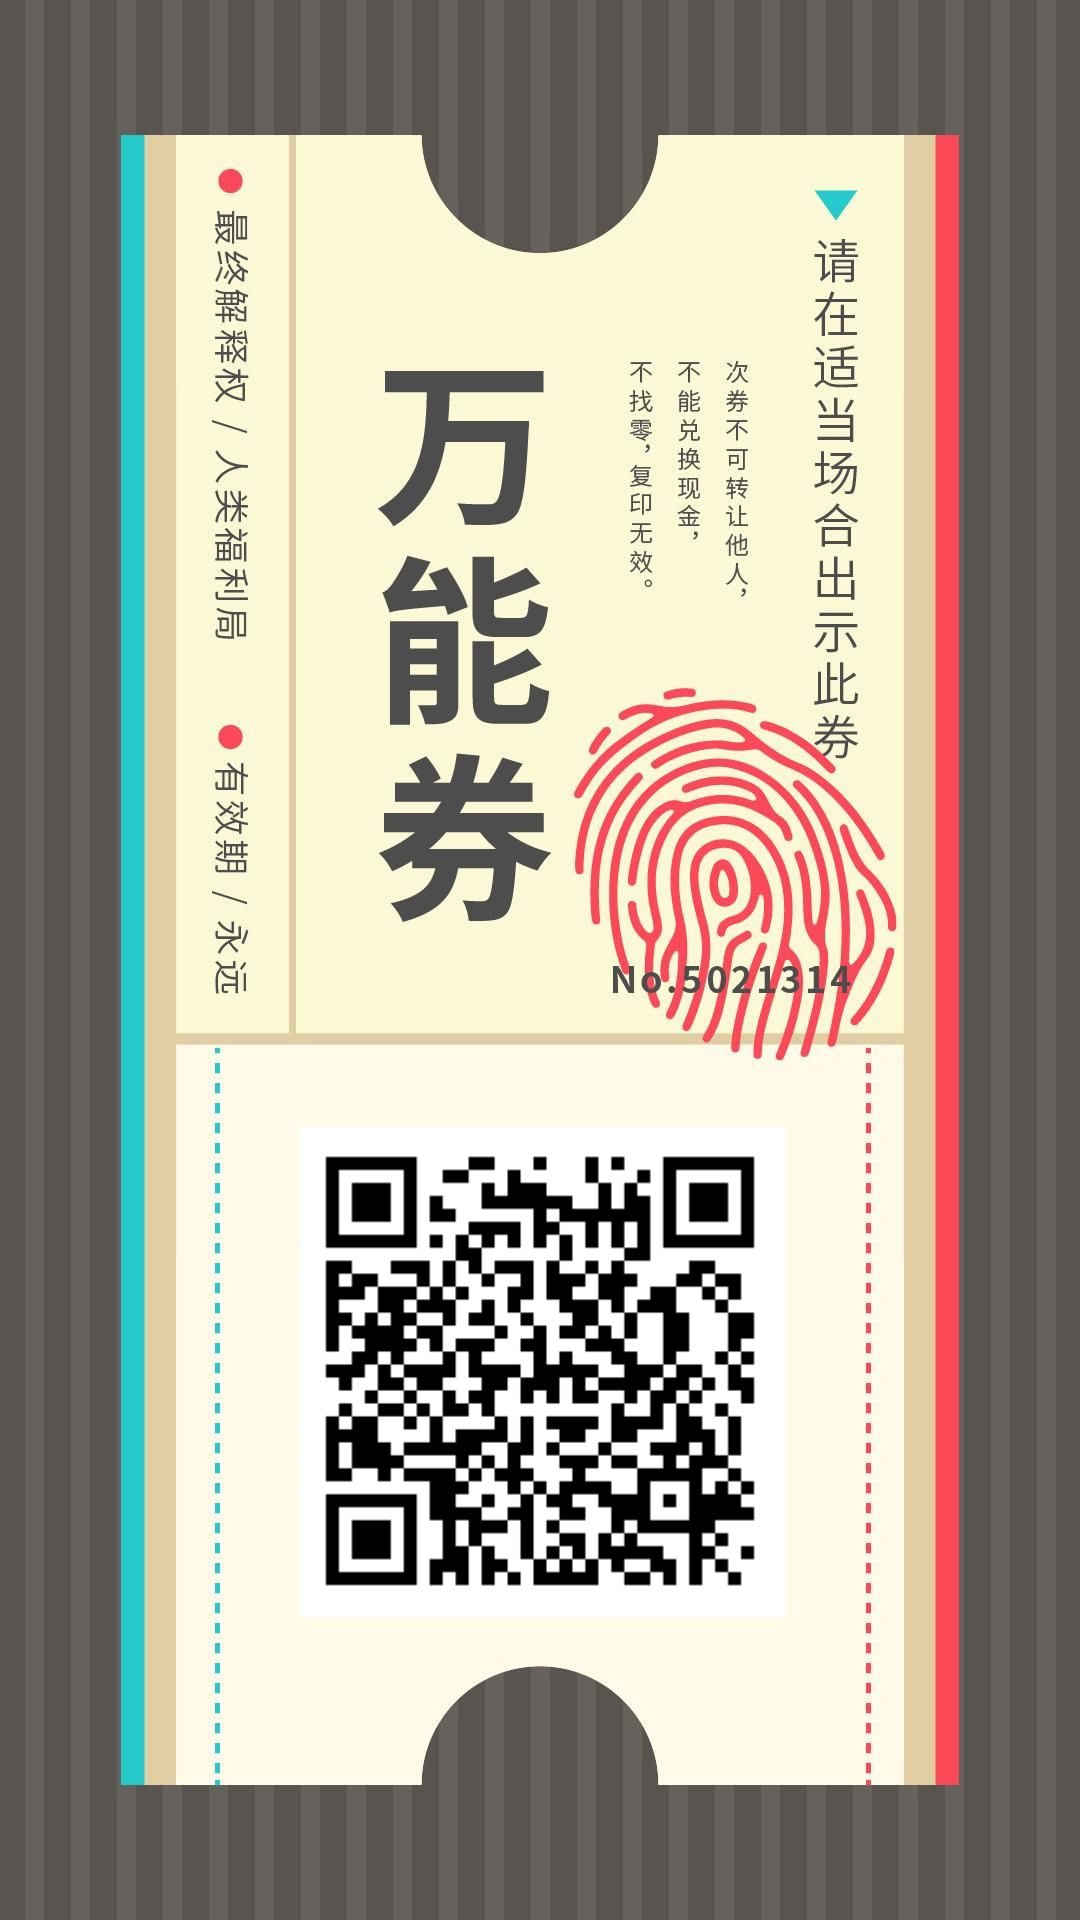 请在适当场合出示此券
次券不可转让他人，
不能兑换现金，
不找零，复印无效。
万能券
No.5021314
最终解释权 / 人类福利局
有效期 / 永远